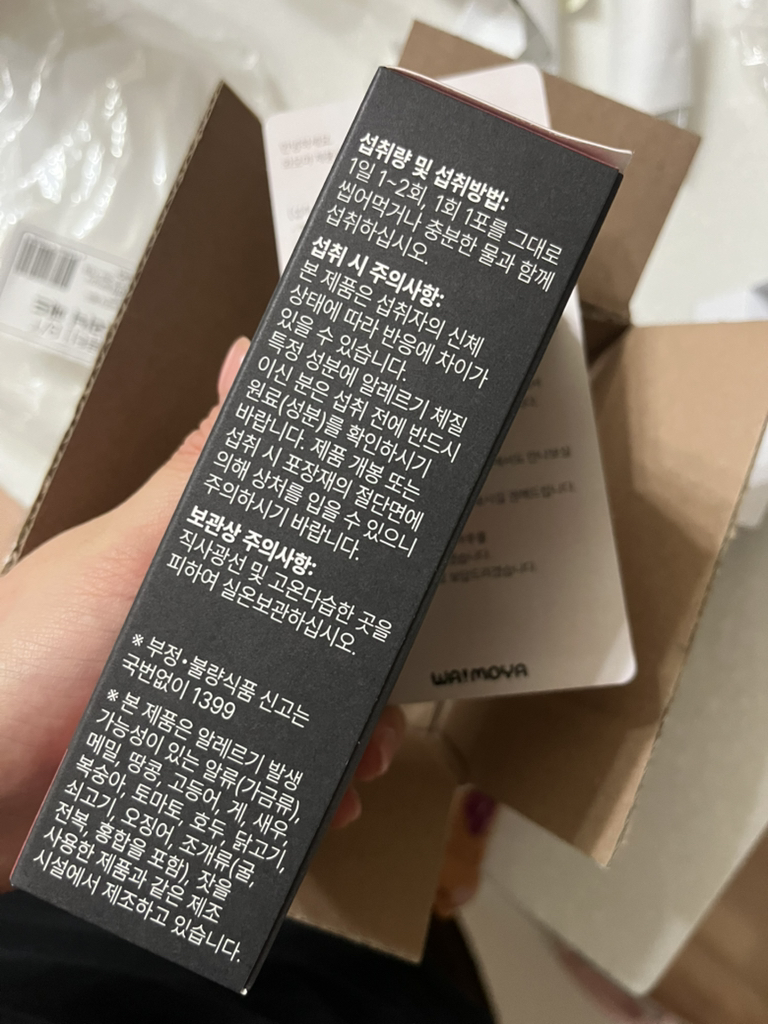 섭취량 및 섭취방법:
1일 1~2회, 1회 1포를 그대로
씹어먹거나 충분한 물과 함께
섭취하십시오.
섭취 시 주의사항:
본 제품은 섭취자의 신체
상태에 따라 반응에 차이가
있을 수 있습니다.
특정 성분에 알레르기 체질
이신 분은 섭취 전에 반드시
원료(성분)를 확인하시기
바랍니다. 제품 개봉 또는
섭취 시 포장재의 절단면에
의해 상처를 입을 수 있으니
주의하시기 바랍니다.
보관상 주의사항:
직사광선 및 고온다습한 곳을
피하여 실온보관하십시오.
※ 부정·불량식품 신고는
국번없이 1399
※ 본 제품은 알레르기 발생
가능성이 있는 알류(가금류),
메밀, 땅콩, 고등어, 게, 새우,
복숭아, 토마토, 호두, 닭고기,
쇠고기, 오징어, 조개류(굴,
전복, 홍합을 포함), 잣을
사용한 제품과 같은 제조
시설에서 제조하고 있습니다.
안녕하세요
WA!MOYA